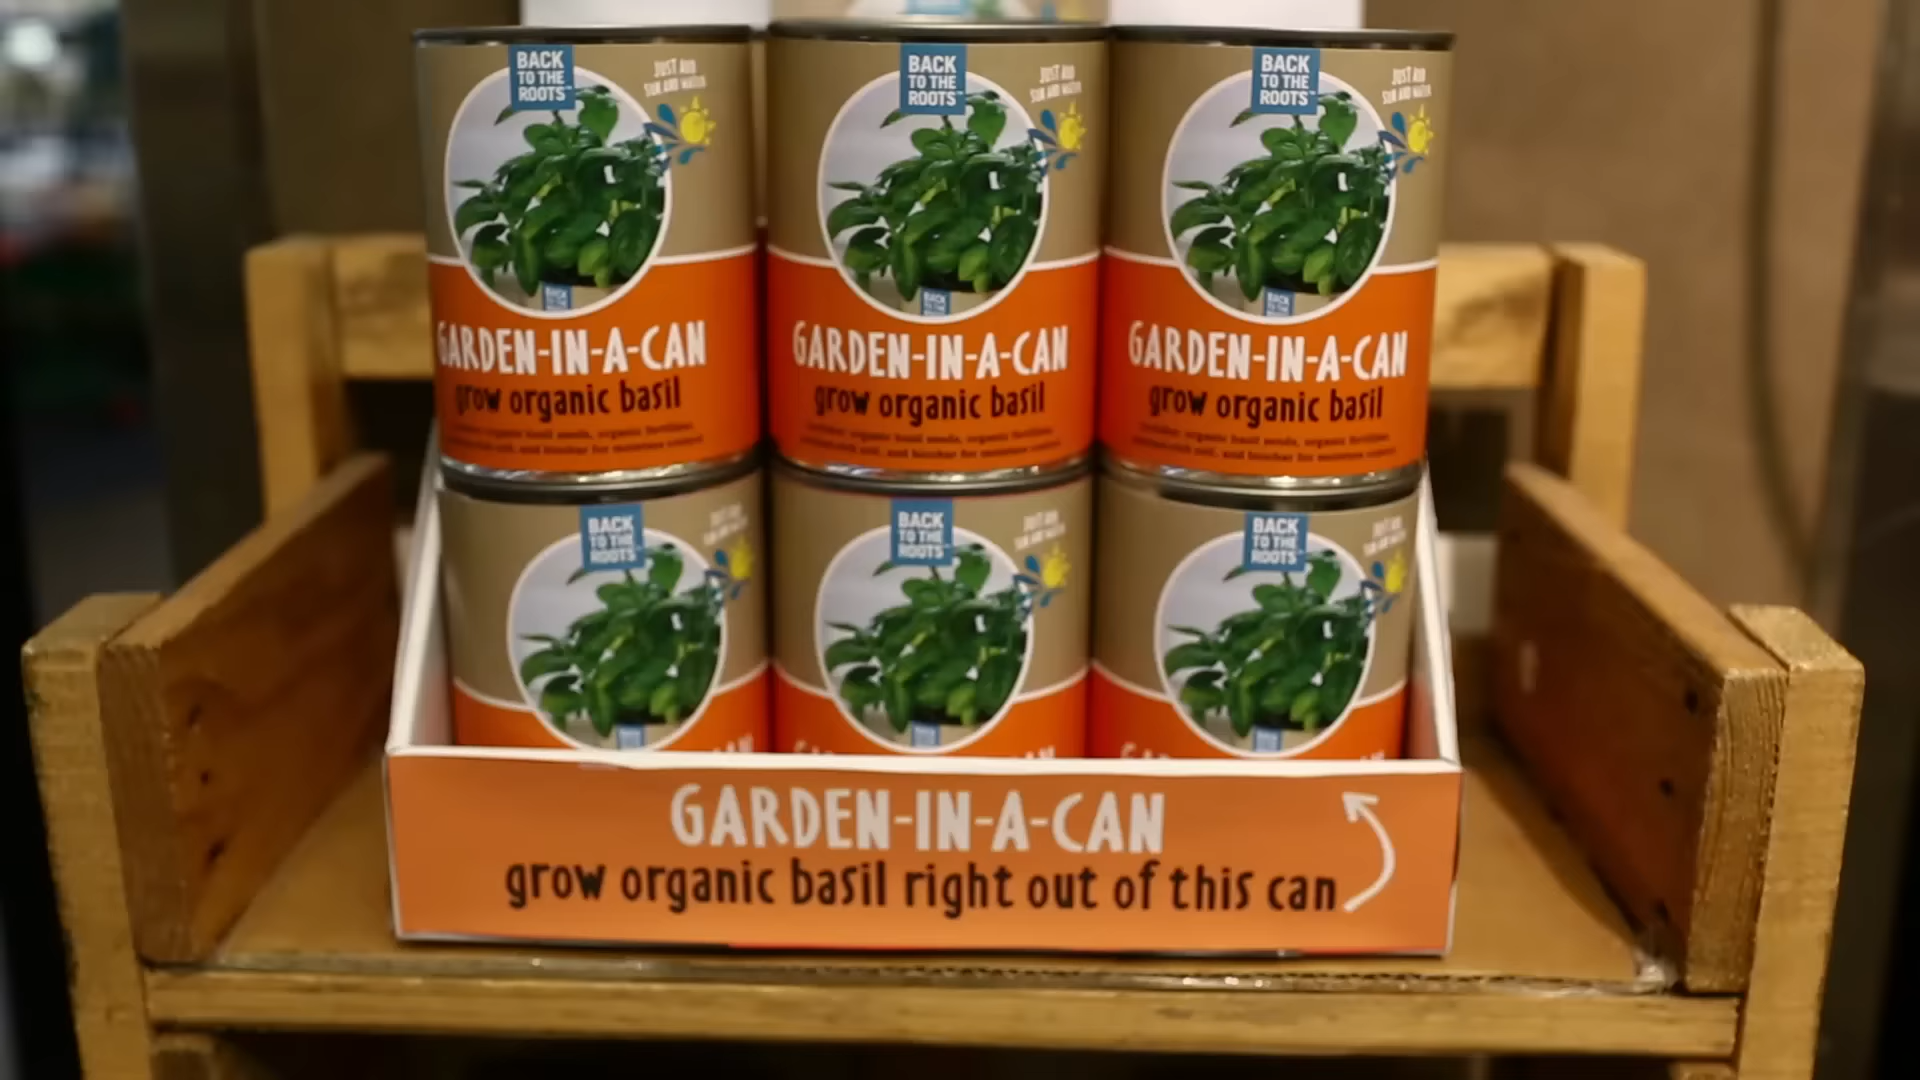 BACK
TO THE
ROOTS
JUST ADD
SUN AND WATER
GARDEN-IN-A-CAN
grow organic basil
BACK
TO THE
ROOTS
JUST ADD
SUN AND WATER
GARDEN-IN-A-CAN
grow organic basil
BACK
TO THE
ROOTS
JUST ADD
SUN AND WATER
GARDEN-IN-A-CAN
grow organic basil
BACK
TO THE
ROOTS
BACK
TO THE
ROOTS
BACK
TO THE
ROOTS
GARDEN-IN-A-CAN
grow organic basil right out of this can